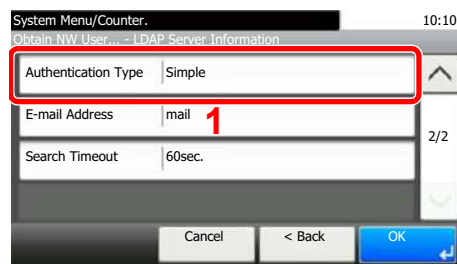 System Menu/Counter.
10:10
Obtain NW User... - LDAP Server Information
Authentication Type Simple
E-mail Address mail
1
2/2
Search Timeout 60sec.
Cancel < Back OK